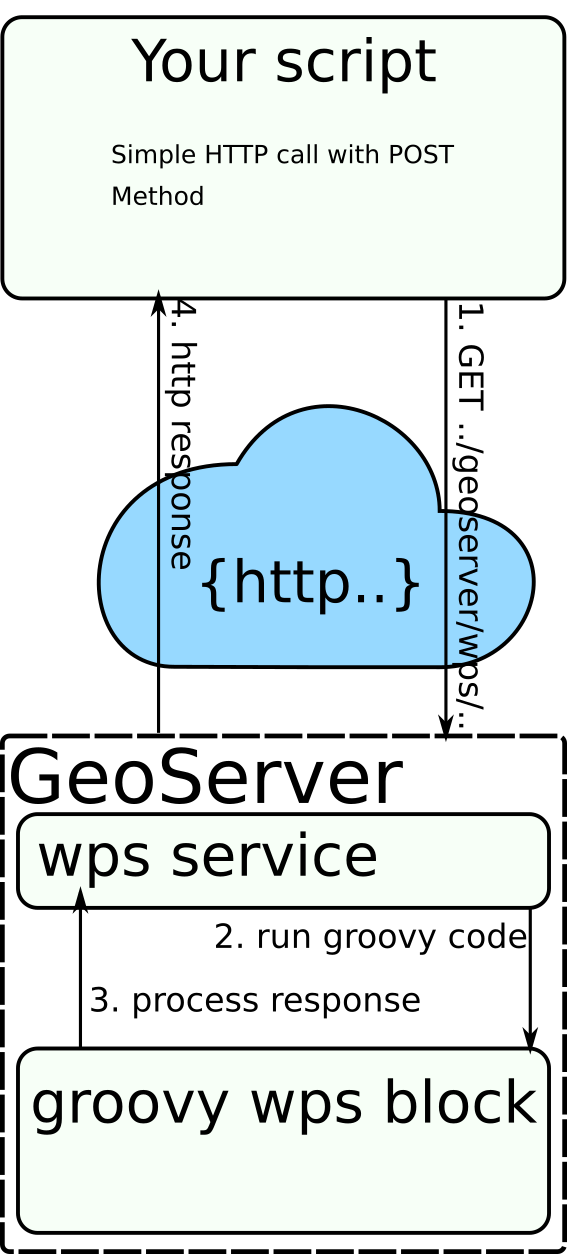 Your script
Simple HTTP call with POST
Method
4. http response
1. GET ../geoserver/wps/..
{http..}
GeoServer
wps service
2. run groovy code
3. process response
groovy wps block